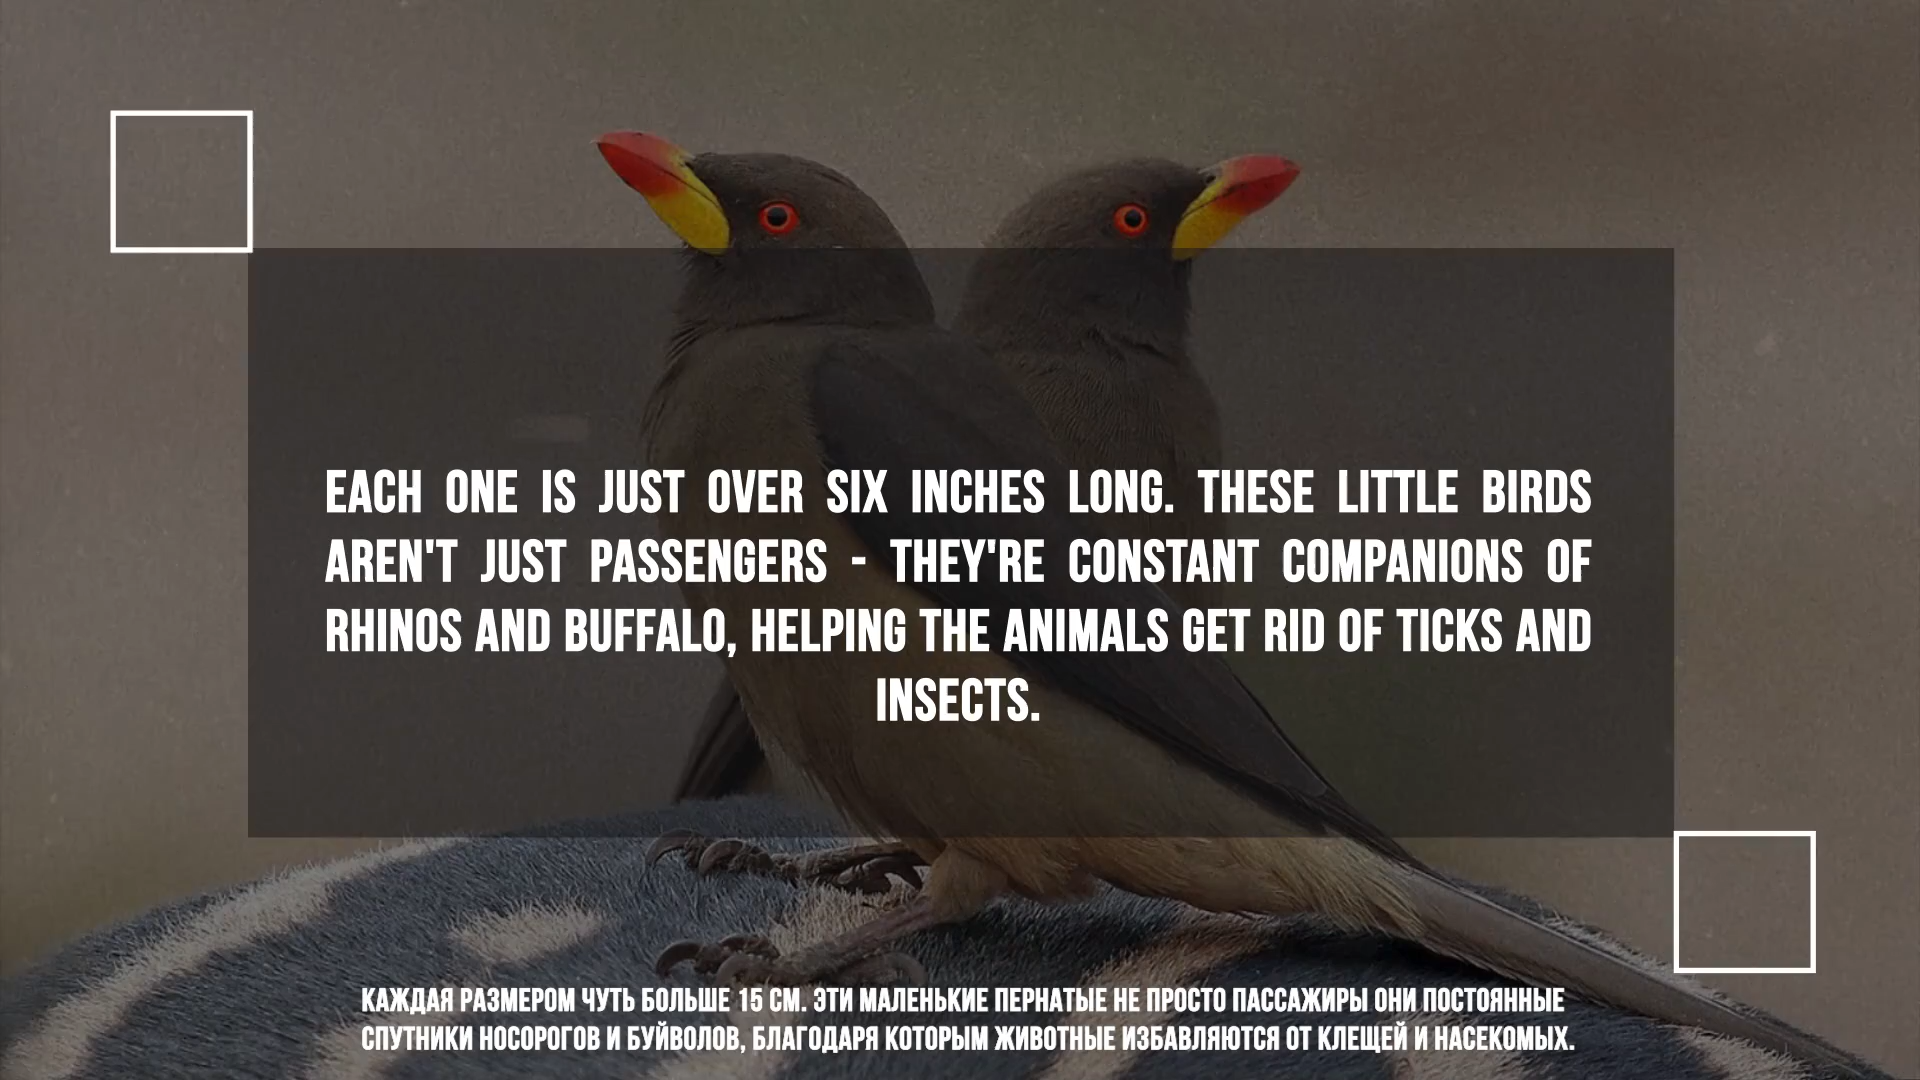 EACH ONE IS JUST OVER SIX INCHES LONG. THESE LITTLE BIRDS
AREN'T JUST PASSENGERS - THEY'RE CONSTANT COMPANIONS OF
RHINOS AND BUFFALO, HELPING THE ANIMALS GET RID OF TICKS AND
INSECTS.
КАЖДАЯ РАЗМЕРОМ ЧУТЬ БОЛЬШЕ 15 СМ. ЭТИ МАЛЕНЬКИЕ ПЕРНАТЫЕ НЕ ПРОСТО ПАССАЖИРЫ ОНИ ПОСТОЯННЫЕ
СПУТНИКИ НОСОРОГОВ И БУЙВОЛОВ, БЛАГОДАРЯ КОТОРЫМ ЖИВОТНЫЕ ИЗБАВЛЯЮТСЯ ОТ КЛЕЩЕЙ И НАСЕКОМЫХ.